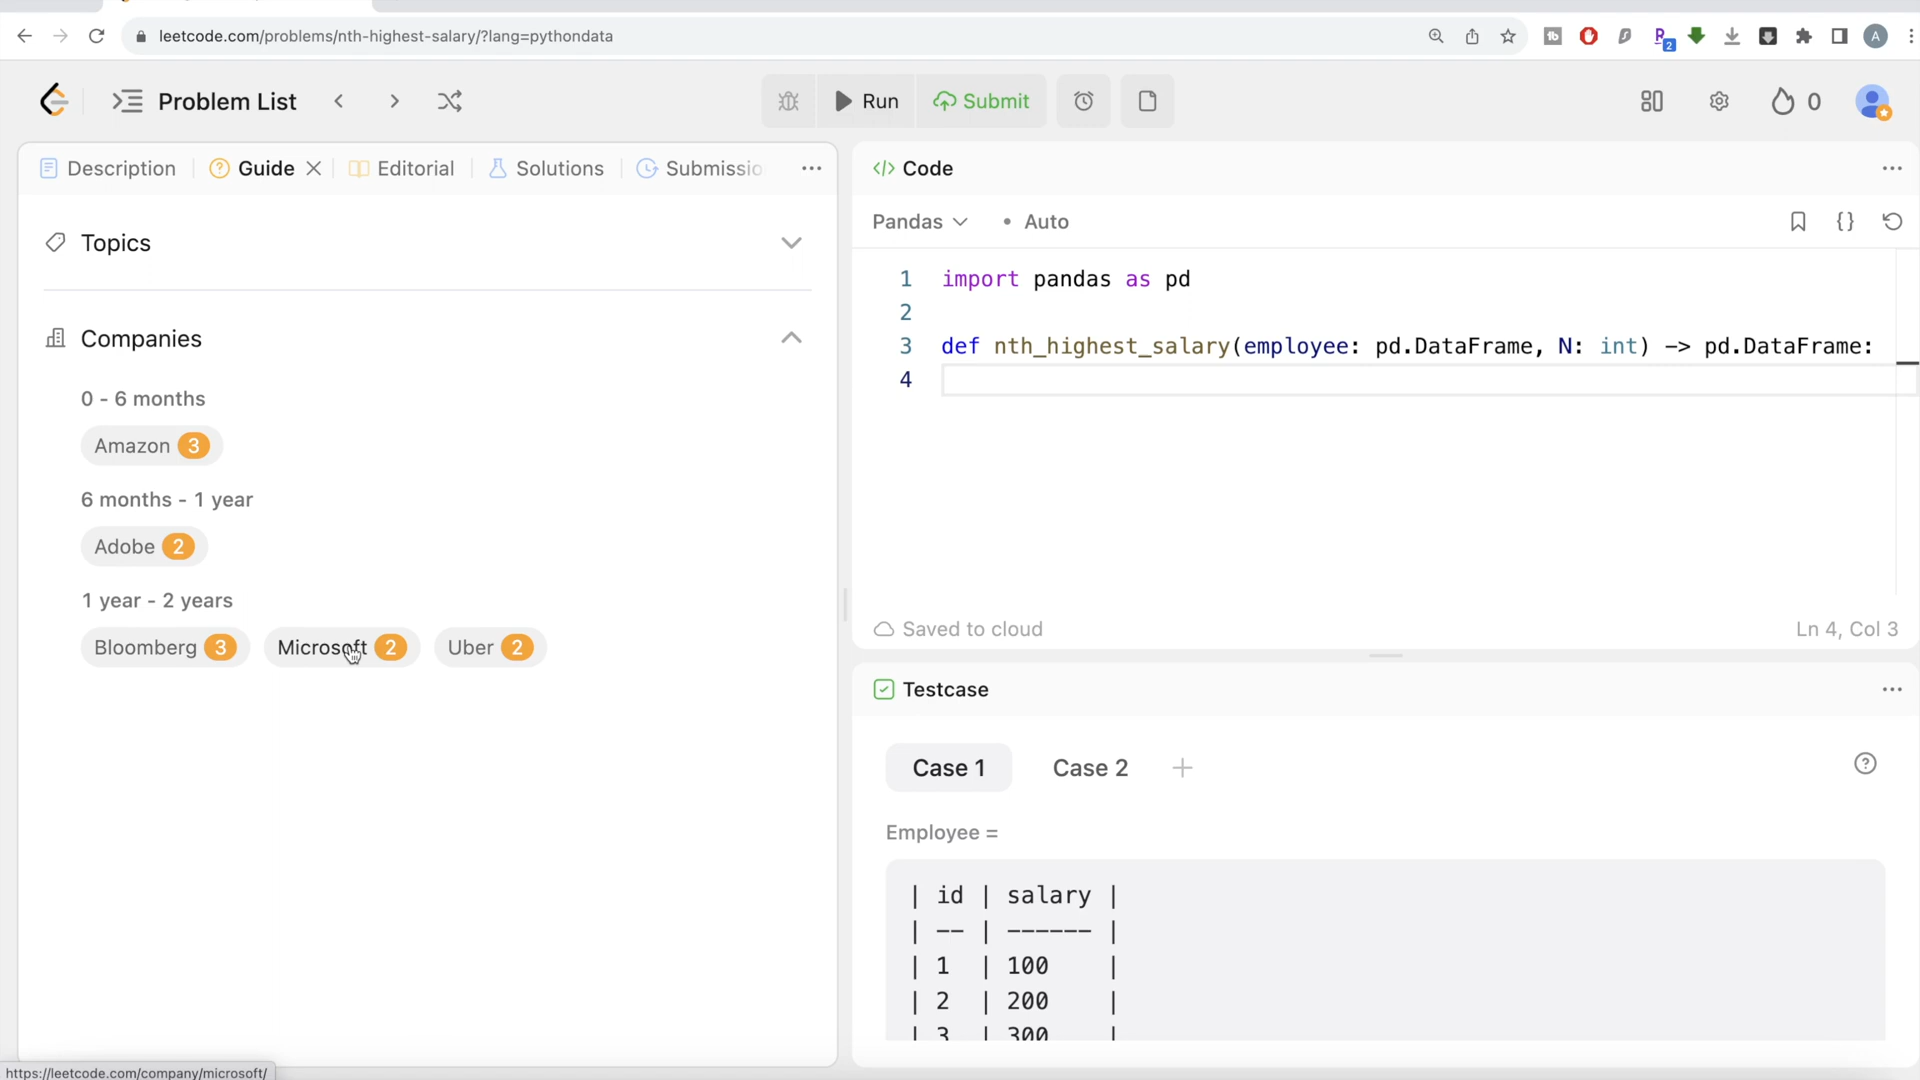 leetcode.com/problems/nth-highest-salary/?lang=pythondata
2
A
Problem List
Run
Submit
0
Description
Guide
Editorial
Solutions
Submissio
Topics
Companies
0 - 6 months
Amazon 3
6 months - 1 year
Adobe 2
1 year - 2 years
Bloomberg 3
Microsoft 2
Uber 2
</> Code
Pandas
• Auto
{}
1 import pandas as pd
2
3 def nth_highest_salary(employee: pd.DataFrame, N: int) -> pd.DataFrame:
4
Saved to cloud
Ln 4, Col 3
Testcase
Case 1
Case 2
+
Employee =
| id | salary |
| -- | ------ |
| 1 | 100 |
| 2 | 200 |
| 3 | 300 |
https://leetcode.com/company/microsoft/